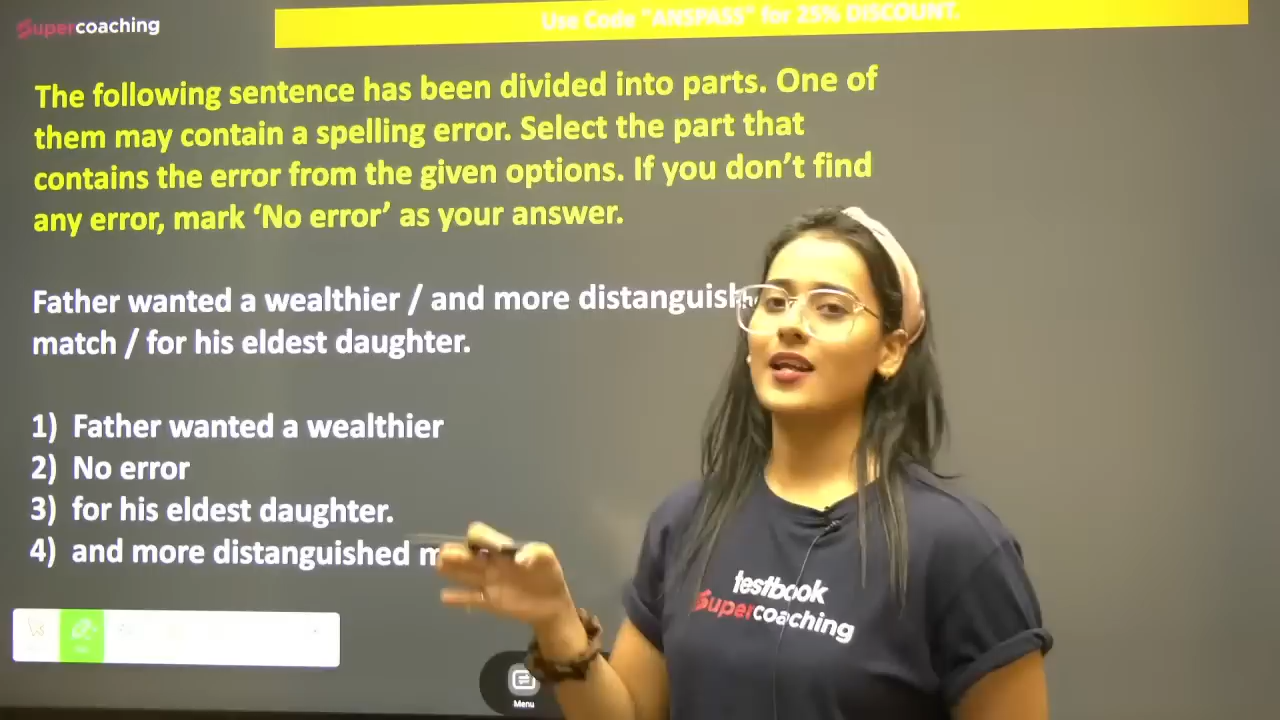 Supercoaching
Use Code "ANSPASS" for 25% DISCOUNT.
The following sentence has been divided into parts. One of
them may contain a spelling error. Select the part that
contains the error from the given options. If you don't find
any error, mark 'No error' as your answer.
Father wanted a wealthier / and more
match / for his eldest daughter.
1) Father wanted a wealthier
2) No error
3) for his eldest daughter.
4) and more distanguished
testbook
Supercoaching
Menu